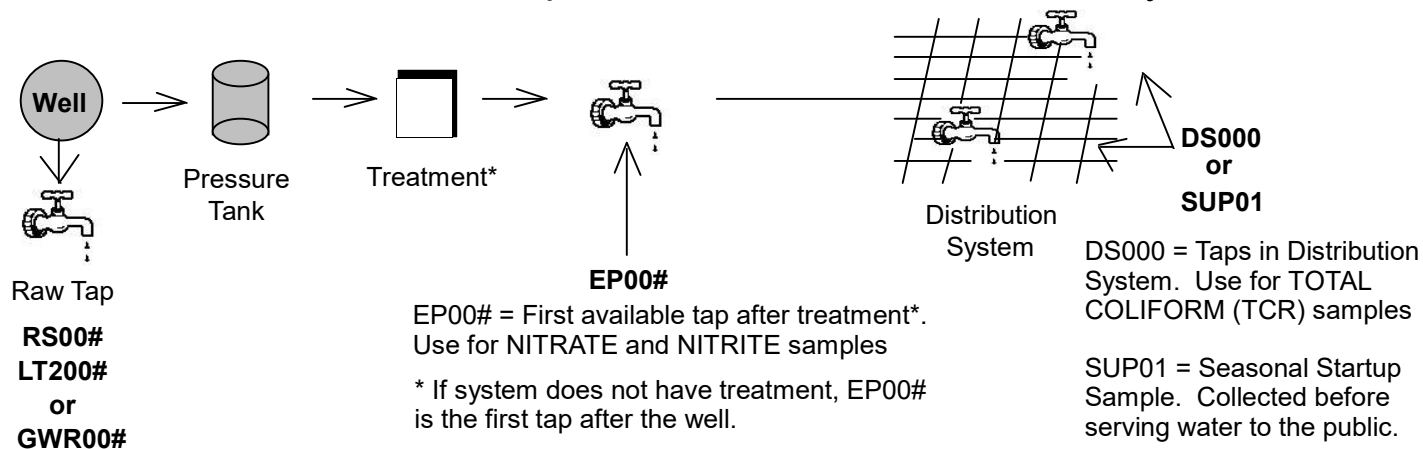 Well
Pressure
Tank
Treatment*
Raw Tap
RS00#
LT200#
or
GWR00#
EP00#
EP00# = First available tap after treatment*.
Use for NITRATE and NITRITE samples
* If system does not have treatment, EP00#
is the first tap after the well.
Distribution
System
DS000
or
SUP01
DS000 = Taps in Distribution
System.  Use for TOTAL
COLIFORM (TCR) samples
SUP01 = Seasonal Startup
Sample.  Collected before
serving water to the public.